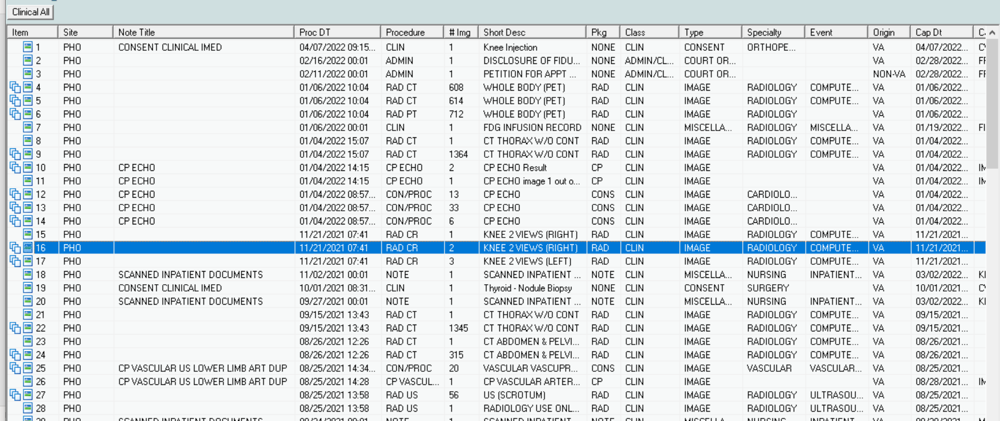 Clinical All
Item Site Note Title Proc DT Procedure # Img Short Desc Pkg Class Type Specialty Event Origin Cap Dt C.
1 PHO CONSENT CLINICAL IMED 04/07/2022 09:15... CLIN 1 Knee Injection NONE CLIN CONSENT ORTHOPE... VA 04/07/2022...
2 PHO 02/16/2022 00:01 ADMIN 1 DISCLOSURE OF FIDU... NONE ADMIN/CL... COURT OR... VA 02/28/2022...
3 PHO 02/11/2022 00:01 ADMIN 1 PETITION FOR APPT ... NONE ADMIN/CL... COURT OR... NON-VA 02/28/2022...
4 PHO 01/06/2022 10:04 RAD CT 608 WHOLE BODY (PET) RAD CLIN IMAGE RADIOLOGY COMPUTE... VA 01/06/2022...
5 PHO 01/06/2022 10:04 RAD CT 614 WHOLE BODY (PET) RAD CLIN IMAGE RADIOLOGY COMPUTE... VA 01/06/2022...
6 PHO 01/06/2022 10:04 RAD PT 712 WHOLE BODY (PET) RAD CLIN IMAGE RADIOLOGY VA 01/06/2022...
7 PHO 01/06/2022 00:01 CLIN 1 FDG INFUSION RECORD NONE CLIN MISCELLA... RADIOLOGY MISCELLA... VA 01/19/2022... FI
8 PHO 01/04/2022 15:07 RAD CT 1 CT THORAX W/O CONT RAD CLIN IMAGE RADIOLOGY COMPUTE... VA 01/04/2022...
9 PHO 01/04/2022 15:07 RAD CT 1364 CT THORAX W/O CONT RAD CLIN IMAGE RADIOLOGY COMPUTE... VA 01/04/2022...
10 PHO CP ECHO 01/04/2022 14:15 CP ECHO 2 CP ECHO Result CP CLIN IMAGE VA 01/04/2022...
11 PHO CP ECHO 01/04/2022 14:15 CP ECHO 1 CP ECHO image 1 out o... CP CLIN IMAGE VA 01/04/2022...
12 PHO CP ECHO 01/04/2022 08:57... CON/PROC 13 CP ECHO CONS CLIN IMAGE CARDIOLO... VA 01/04/2022...
13 PHO CP ECHO 01/04/2022 08:57... CON/PROC 33 CP ECHO CONS CLIN IMAGE CARDIOLO... VA 01/04/2022...
14 PHO CP ECHO 01/04/2022 08:57... CON/PROC 6 CP ECHO CONS CLIN IMAGE CARDIOLO... VA 01/04/2022...
15 PHO 11/21/2021 07:41 RAD CR 1 KNEE 2 VIEWS (RIGHT) RAD CLIN IMAGE RADIOLOGY COMPUTE... VA 11/21/2021...
16 PHO 11/21/2021 07:41 RAD CR 2 KNEE 2 VIEWS (RIGHT) RAD CLIN IMAGE RADIOLOGY COMPUTE... VA 11/21/2021...
17 PHO 11/21/2021 07:41 RAD CR 3 KNEE 2 VIEWS (LEFT) RAD CLIN IMAGE RADIOLOGY COMPUTE... VA 11/21/2021...
18 PHO SCANNED INPATIENT DOCUMENTS 11/02/2021 00:01 NOTE 1 SCANNED INPATIENT ... NOTE CLIN MISCELLA... NURSING INPATIENT... VA 03/02/2022...
19 PHO CONSENT CLINICAL IMED 10/01/2021 08:31... CLIN 1 Thyroid - Nodule Biopsy NONE CLIN CONSENT SURGERY VA 10/01/2021...
20 PHO SCANNED INPATIENT DOCUMENTS 09/27/2021 00:01 NOTE 1 SCANNED INPATIENT ... NOTE CLIN MISCELLA... NURSING INPATIENT... VA 03/02/2022...
21 PHO 09/15/2021 13:43 RAD CT 1 CT THORAX W/O CONT RAD CLIN IMAGE RADIOLOGY COMPUTE... VA 09/15/2021...
22 PHO 09/15/2021 13:43 RAD CT 1345 CT THORAX W/O CONT RAD CLIN IMAGE RADIOLOGY COMPUTE... VA 09/15/2021...
23 PHO 08/26/2021 12:26 RAD CT 1 CT ABDOMEN & PELVI... RAD CLIN IMAGE RADIOLOGY COMPUTE... VA 08/26/2021...
24 PHO 08/26/2021 12:26 RAD CT 315 CT ABDOMEN & PELVI... RAD CLIN IMAGE RADIOLOGY COMPUTE... VA 08/26/2021...
25 PHO CP VASCULAR US LOWER LIMB ART DUP 08/25/2021 14:34... CON/PROC 20 VASCULAR VASCUPR... CONS CLIN IMAGE VASCULAR VASCULAR... VA 08/25/2021...
26 PHO CP VASCULAR US LOWER LIMB ART DUP 08/25/2021 14:28 CP VASCUL... 1 CP VASCULAR ARTER... CP CLIN IMAGE VA 08/28/2021...
27 PHO 08/25/2021 13:58 RAD US 56 US (SCROTUM) RAD CLIN IMAGE RADIOLOGY ULTRASOU... VA 08/25/2021...
28 PHO 08/25/2021 13:58 RAD US 1 RADIOLOGY USE ONL... RAD CLIN IMAGE RADIOLOGY ULTRASOU... VA 08/25/2021...